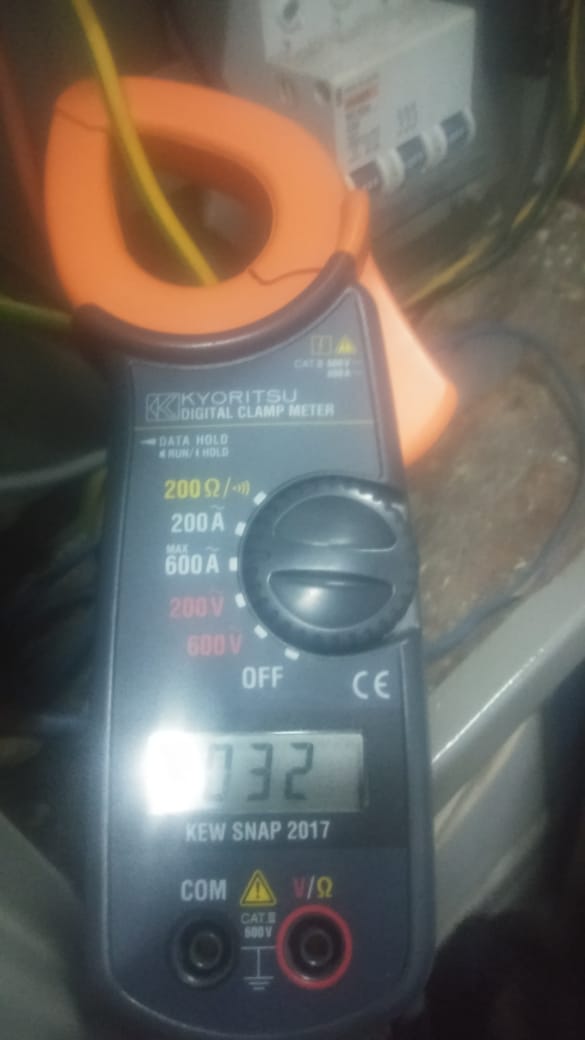 KYORITSU
DIGITAL CLAMP METER
DATA HOLD
RUN/ HOLD
200Ω/
200A
MAX
600A
200V
600V
OFF
CE
032
KEW SNAP 2017
COM
V/Ω
CAT.Ⅲ
600V